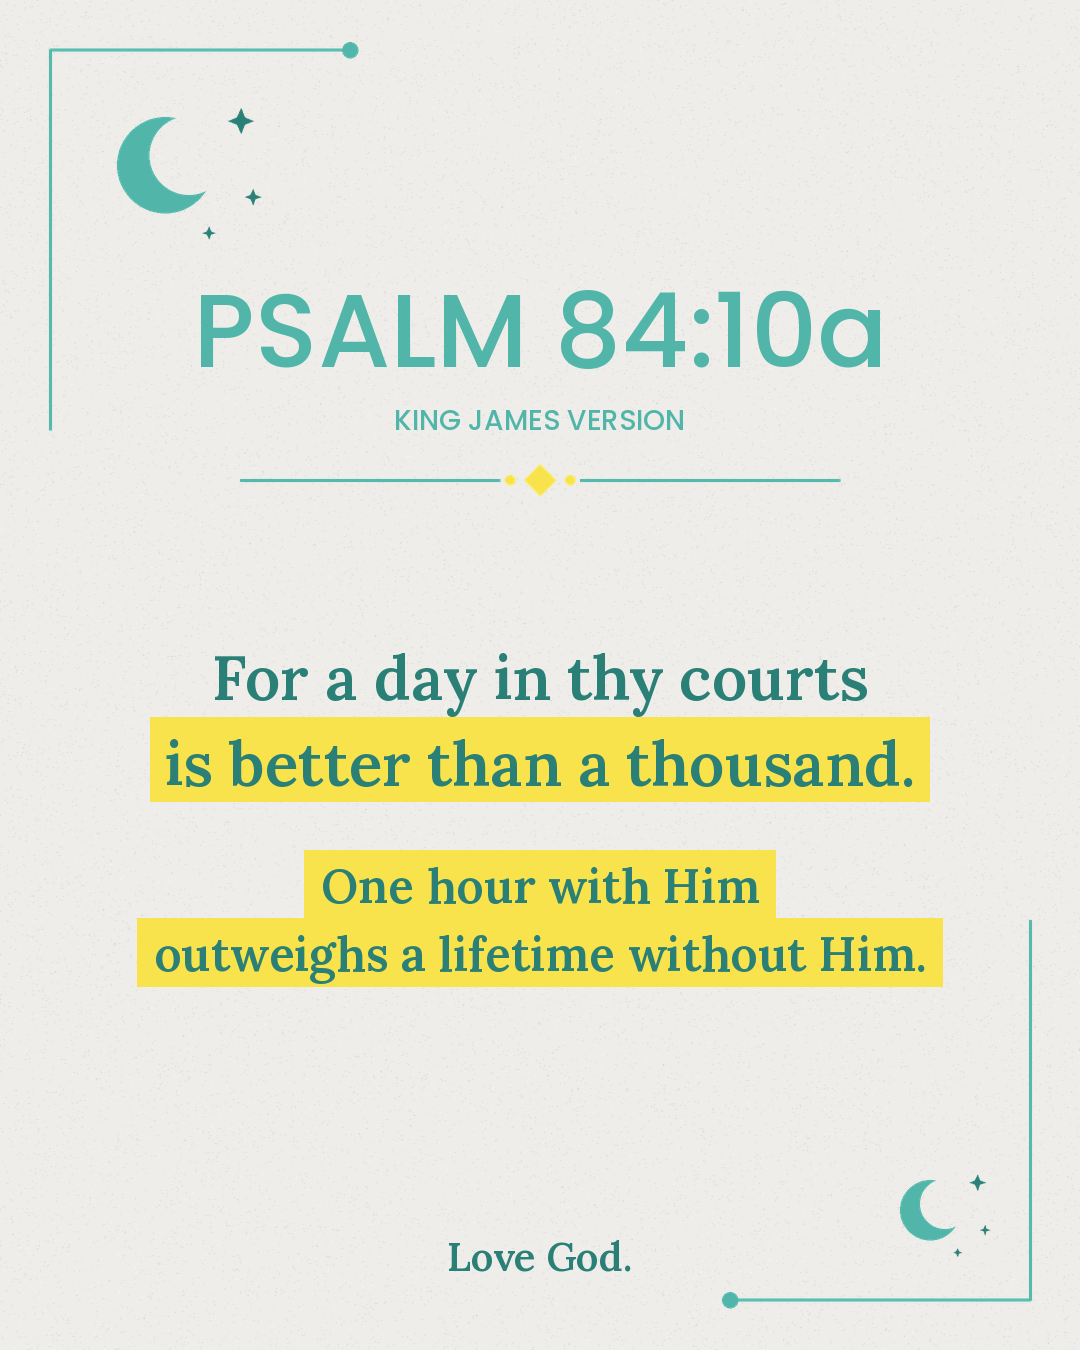 PSALM 84:10a
KING JAMES VERSION
For a day in thy courts
is better than a thousand.
One hour with Him
outweighs a lifetime without Him.
Love God.